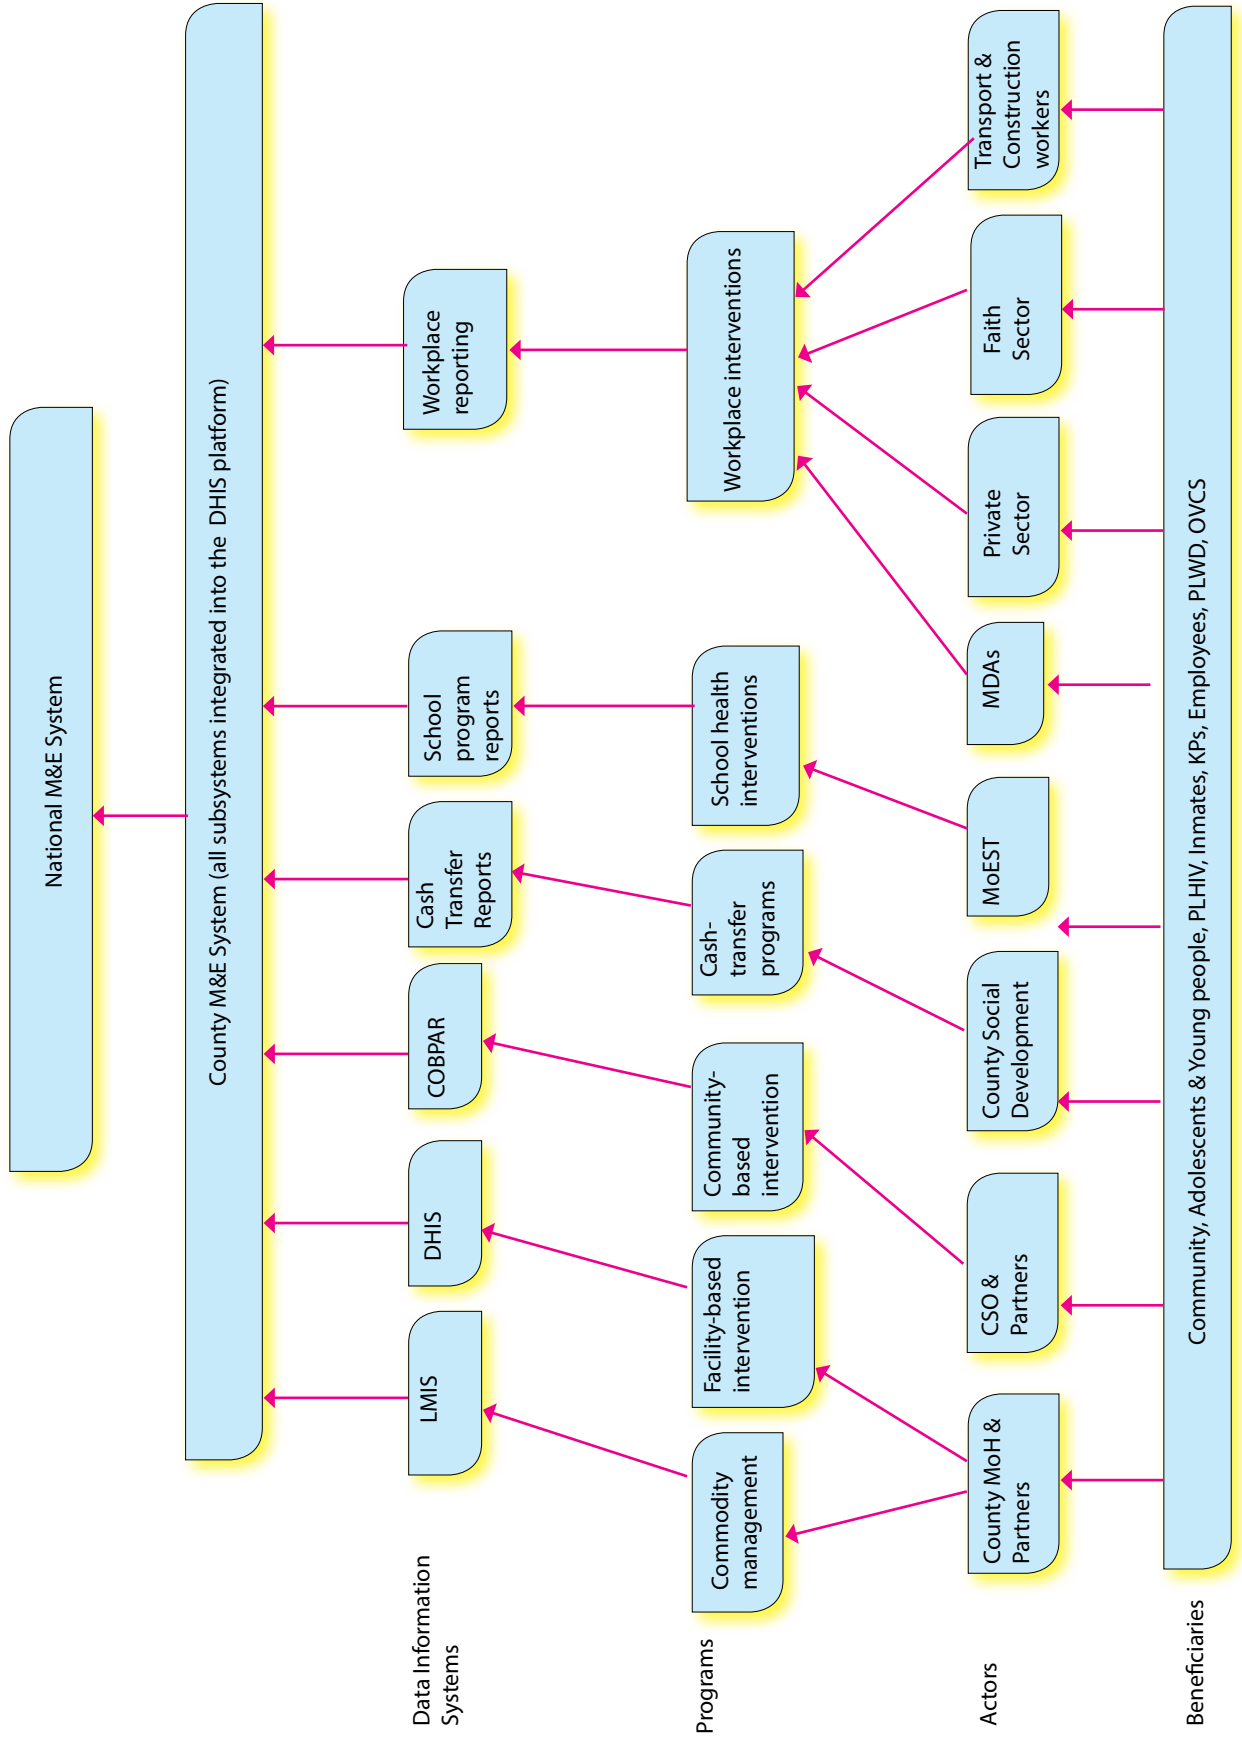 National M&E System
County M&E System (all subsystems integrated into the DHIS platform)
Data Information
Systems
LMIS
DHIS
COBPAR
Cash
Transfer
Reports
School
program
reports
Workplace
reporting
Programs
Commodity
management
Facility-based
intervention
Community-
based
intervention
Cash-
transfer
programs
School health
interventions
Workplace interventions
Actors
County MoH &
Partners
CSO &
Partners
County Social
Development
MoEST
MDAs
Private
Sector
Faith
Sector
Transport &
Construction
workers
Beneficiaries
Community, Adolescents & Young people, PLHIV, Inmates, KPs, Employees, PLWD, OVCS